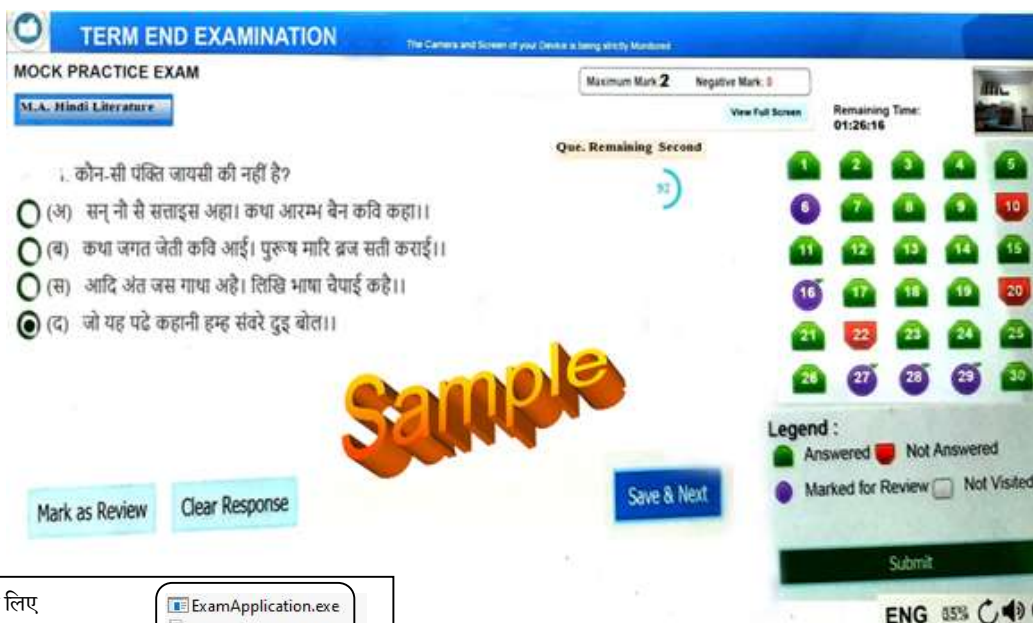 TERM END EXAMINATION
The Camera and Screen of your Device is being strictly Monitored
MOCK PRACTICE EXAM
M.A. Hindi Literature
Maximum Mark 2 Negative Mark: 0
View Full Screen
Remaining Time:
01:26:16
Que. Remaining Second
92
. कौन-सी पंक्ति जायसी की नहीं है?
(अ) सन् नौ से सत्ताइस अहा। कथा आरम्भ बैन कवि कहा।।
(ब) कथा जगत जेती कवि आई। पुरूष मारि ब्रज सती कराई।।
(स) आदि अंत जस गाथा अहै। लिखि भाषा चैपाई कहै।।
(द) जो यह पढे कहानी हम्ह संवरे दुइ बोल।।
1 2 3 4 5
6 7 8 9 10
11 12 13 14 15
16 17 18 19 20
21 22 23 24 25
26 27 28 29 30
Sample
Legend :
Answered Not Answered
Marked for Review Not Visited
Mark as Review Clear Response Save & Next
Submit
ENG 85%
लिए
ExamApplication.exe